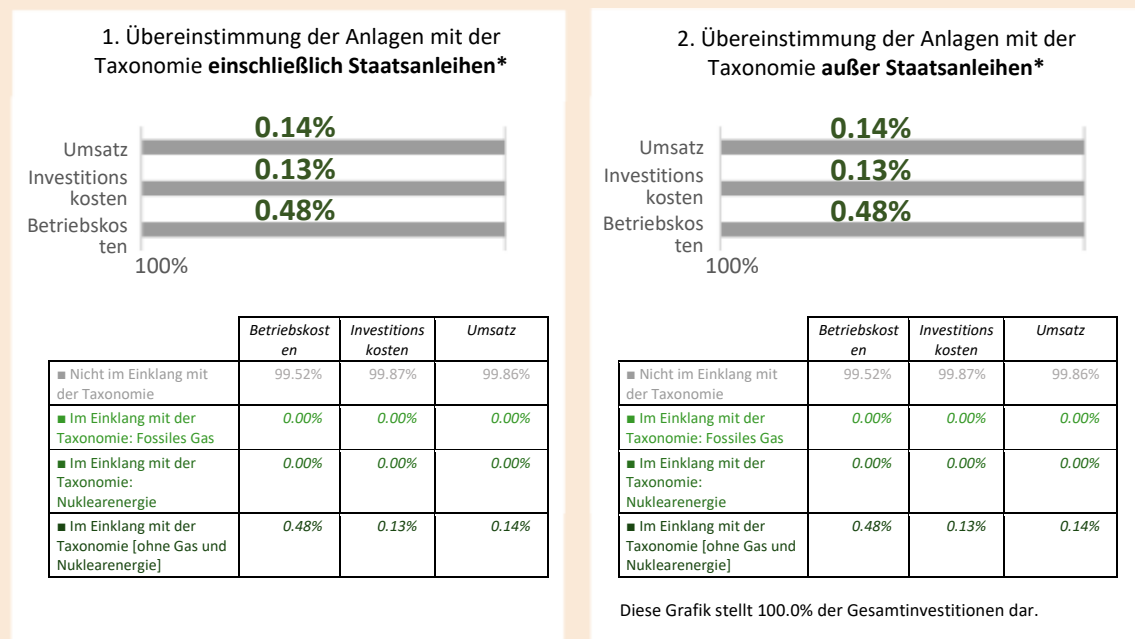 1. Übereinstimmung der Anlagen mit der
Taxonomie einschließlich Staatsanleihen*
0.14%
Umsatz
0.13%
Investitions
kosten
0.48%
Betriebskos
ten
100%
Betriebskost
en
Investitions
kosten
Umsatz
■ Nicht im Einklang mit
der Taxonomie
99.52% 99.87% 99.86%
■ Im Einklang mit der
Taxonomie: Fossiles Gas
0.00% 0.00% 0.00%
■ Im Einklang mit der
Taxonomie:
Nuklearenergie
0.00% 0.00% 0.00%
■ Im Einklang mit der
Taxonomie [ohne Gas und
Nuklearenergie]
0.48% 0.13% 0.14%
2. Übereinstimmung der Anlagen mit der
Taxonomie außer Staatsanleihen*
0.14%
Umsatz
0.13%
Investitions
kosten
0.48%
Betriebskos
ten
100%
Betriebskost
en
Investitions
kosten
Umsatz
■ Nicht im Einklang mit
der Taxonomie
99.52% 99.87% 99.86%
■ Im Einklang mit der
Taxonomie: Fossiles Gas
0.00% 0.00% 0.00%
■ Im Einklang mit der
Taxonomie:
Nuklearenergie
0.00% 0.00% 0.00%
■ Im Einklang mit der
Taxonomie [ohne Gas und
Nuklearenergie]
0.48% 0.13% 0.14%
Diese Grafik stellt 100.0% der Gesamtinvestitionen dar.